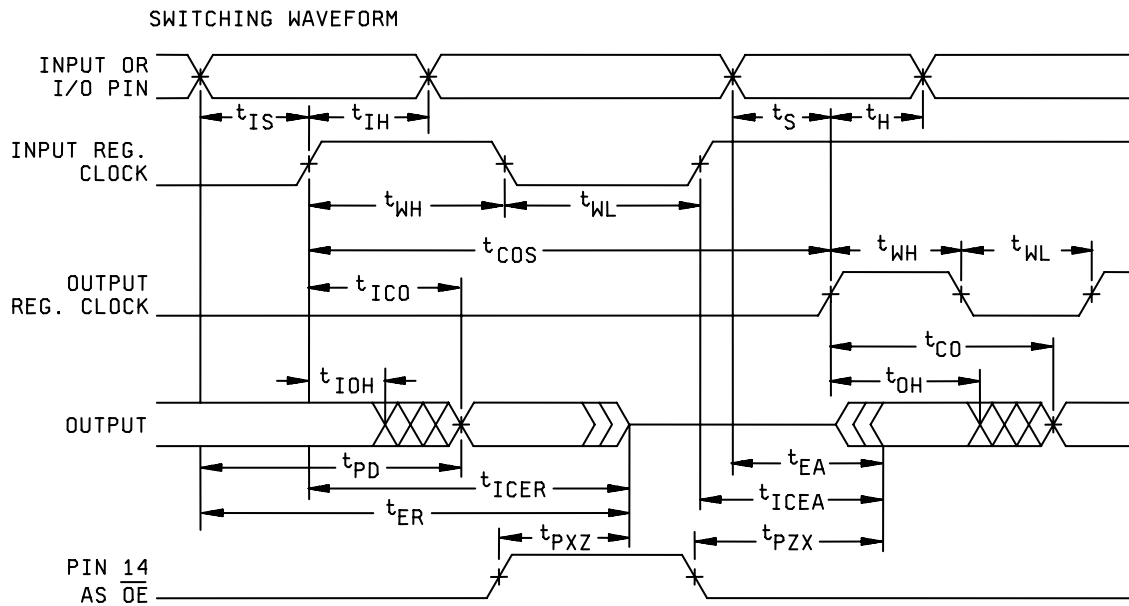 SWITCHING WAVEFORM
INPUT OR
I/O PIN
tIS
tIH
tS
tH
INPUT REG.
CLOCK
tWH
tWL
tCOS
tWH
tWL
OUTPUT
REG. CLOCK
tICO
tCO
tIOH
tOH
OUTPUT
tPD
tEA
tICER
tICEA
tER
tPXZ
tPZX
PIN 14
AS O̅E̅